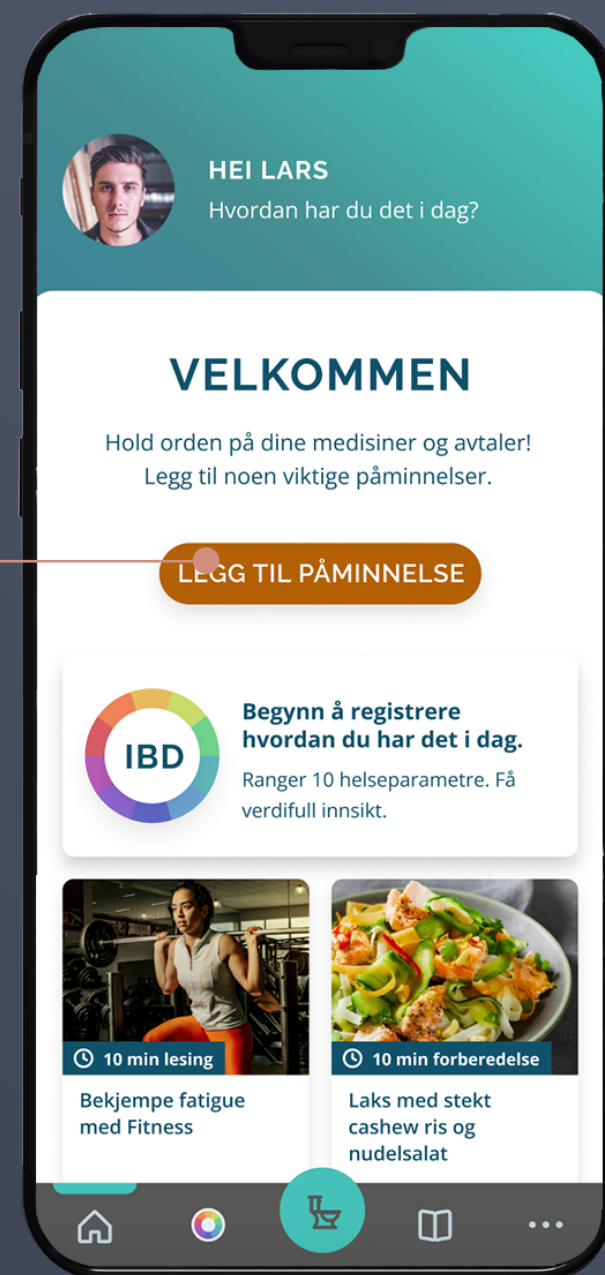 HEI LARS
Hvordan har du det i dag?
VELKOMMEN
Hold orden på dine medisiner og avtaler!
Legg til noen viktige påminnelser.
LEGG TIL PÅMINNELSE
IBD
Begynn å registrere
hvordan du har det i dag.
Ranger 10 helseparametre. Få
verdifull innsikt.
10 min lesing
Bekjempe fatigue
med Fitness
10 min forberedelse
Laks med stekt
cashew ris og
nudelsalat